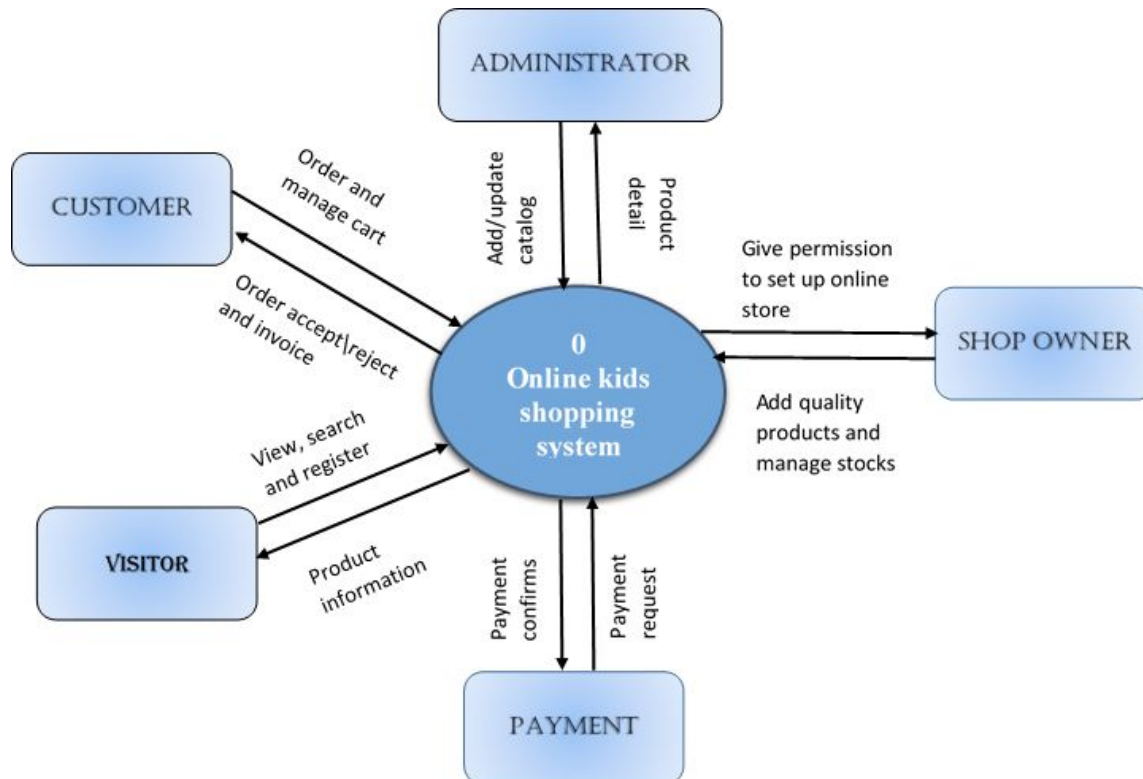 ADMINISTRATOR
CUSTOMER
Order and
manage cart
Add/update
catalog
Product
detail
Order accept\reject
and invoice
Give permission
to set up online
store
SHOP OWNER
0
Online kids
shopping
system
Add quality
products and
manage stocks
View, search
and register
VISITOR
Product
information
Payment
confirms
Payment
request
PAYMENT